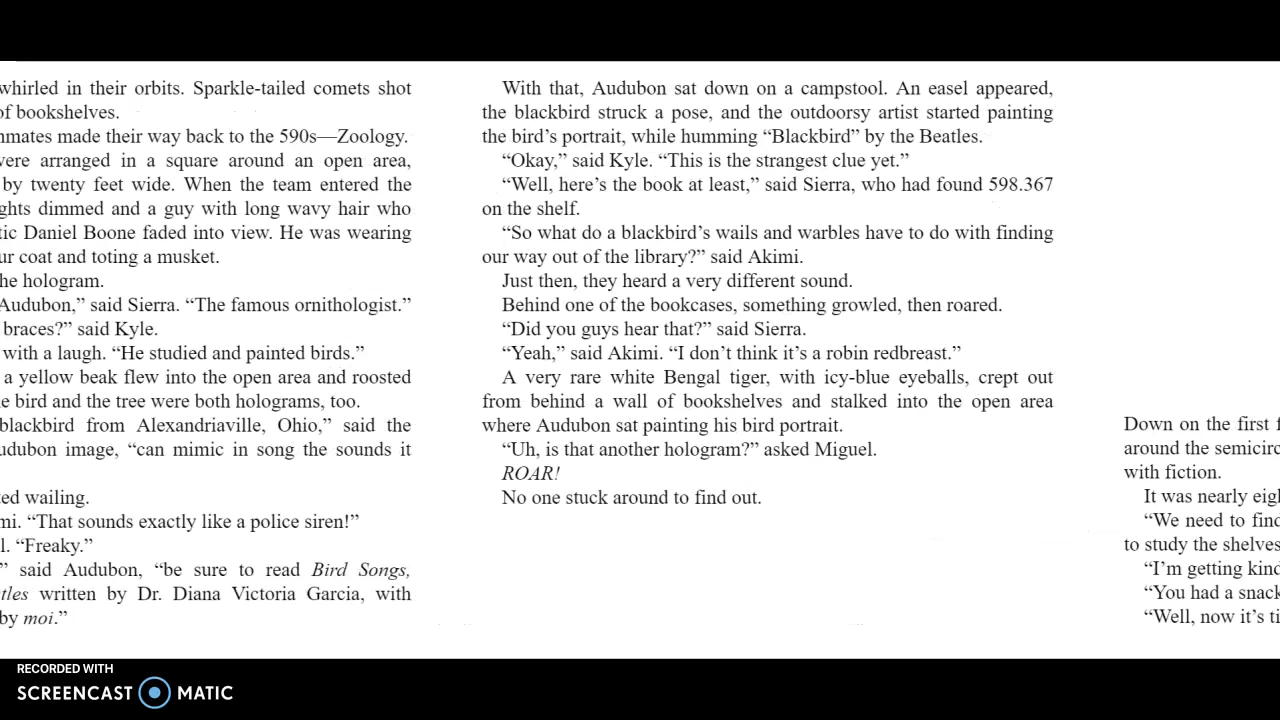 whirled in their orbits. Sparkle-tailed comets shot
of bookshelves.
nmates made their way back to the 590s—Zoology.
were arranged in a square around an open area,
by twenty feet wide. When the team entered the
ghts dimmed and a guy with long wavy hair who
tic Daniel Boone faded into view. He was wearing
ur coat and toting a musket.
he hologram.
Audubon,” said Sierra. “The famous ornithologist.”
braces?” said Kyle.
with a laugh. “He studied and painted birds.”
a yellow beak flew into the open area and roosted
e bird and the tree were both holograms, too.
blackbird from Alexandriaville, Ohio,” said the
udubon image, “can mimic in song the sounds it
ted wailing.
mi. “That sounds exactly like a police siren!”
l. “Freaky.”
” said Audubon, “be sure to read Bird Songs,
tles written by Dr. Diana Victoria Garcia, with
by moi.”
With that, Audubon sat down on a campstool. An easel appeared,
the blackbird struck a pose, and the outdoorsy artist started painting
the bird’s portrait, while humming “Blackbird” by the Beatles.
“Okay,” said Kyle. “This is the strangest clue yet.”
“Well, here’s the book at least,” said Sierra, who had found 598.367
on the shelf.
“So what do a blackbird’s wails and warbles have to do with finding
our way out of the library?” said Akimi.
Just then, they heard a very different sound.
Behind one of the bookcases, something growled, then roared.
“Did you guys hear that?” said Sierra.
“Yeah,” said Akimi. “I don’t think it’s a robin redbreast.”
A very rare white Bengal tiger, with icy-blue eyeballs, crept out
from behind a wall of bookshelves and stalked into the open area
where Audubon sat painting his bird portrait.
“Uh, is that another hologram?” asked Miguel.
ROAR!
No one stuck around to find out.
Down on the first f
around the semicirc
with fiction.
It was nearly eigh
“We need to find
to study the shelves
“I’m getting kind
“You had a snack
“Well, now it’s ti
RECORDED WITH
SCREENCAST MATIC